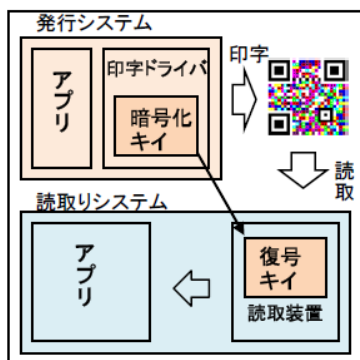 発行システム
アプリ
印字ドライバ
暗号化
キイ
印字
読取
読取りシステム
アプリ
復号
キイ
読取装置